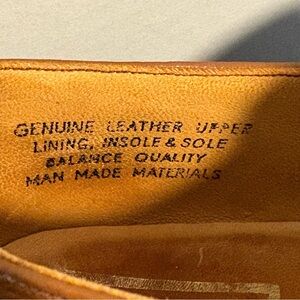 GENUINE LEATHER UPPER
LINING, INSOLE & SOLE
BALANCE QUALITY
MAN MADE MATERIALS